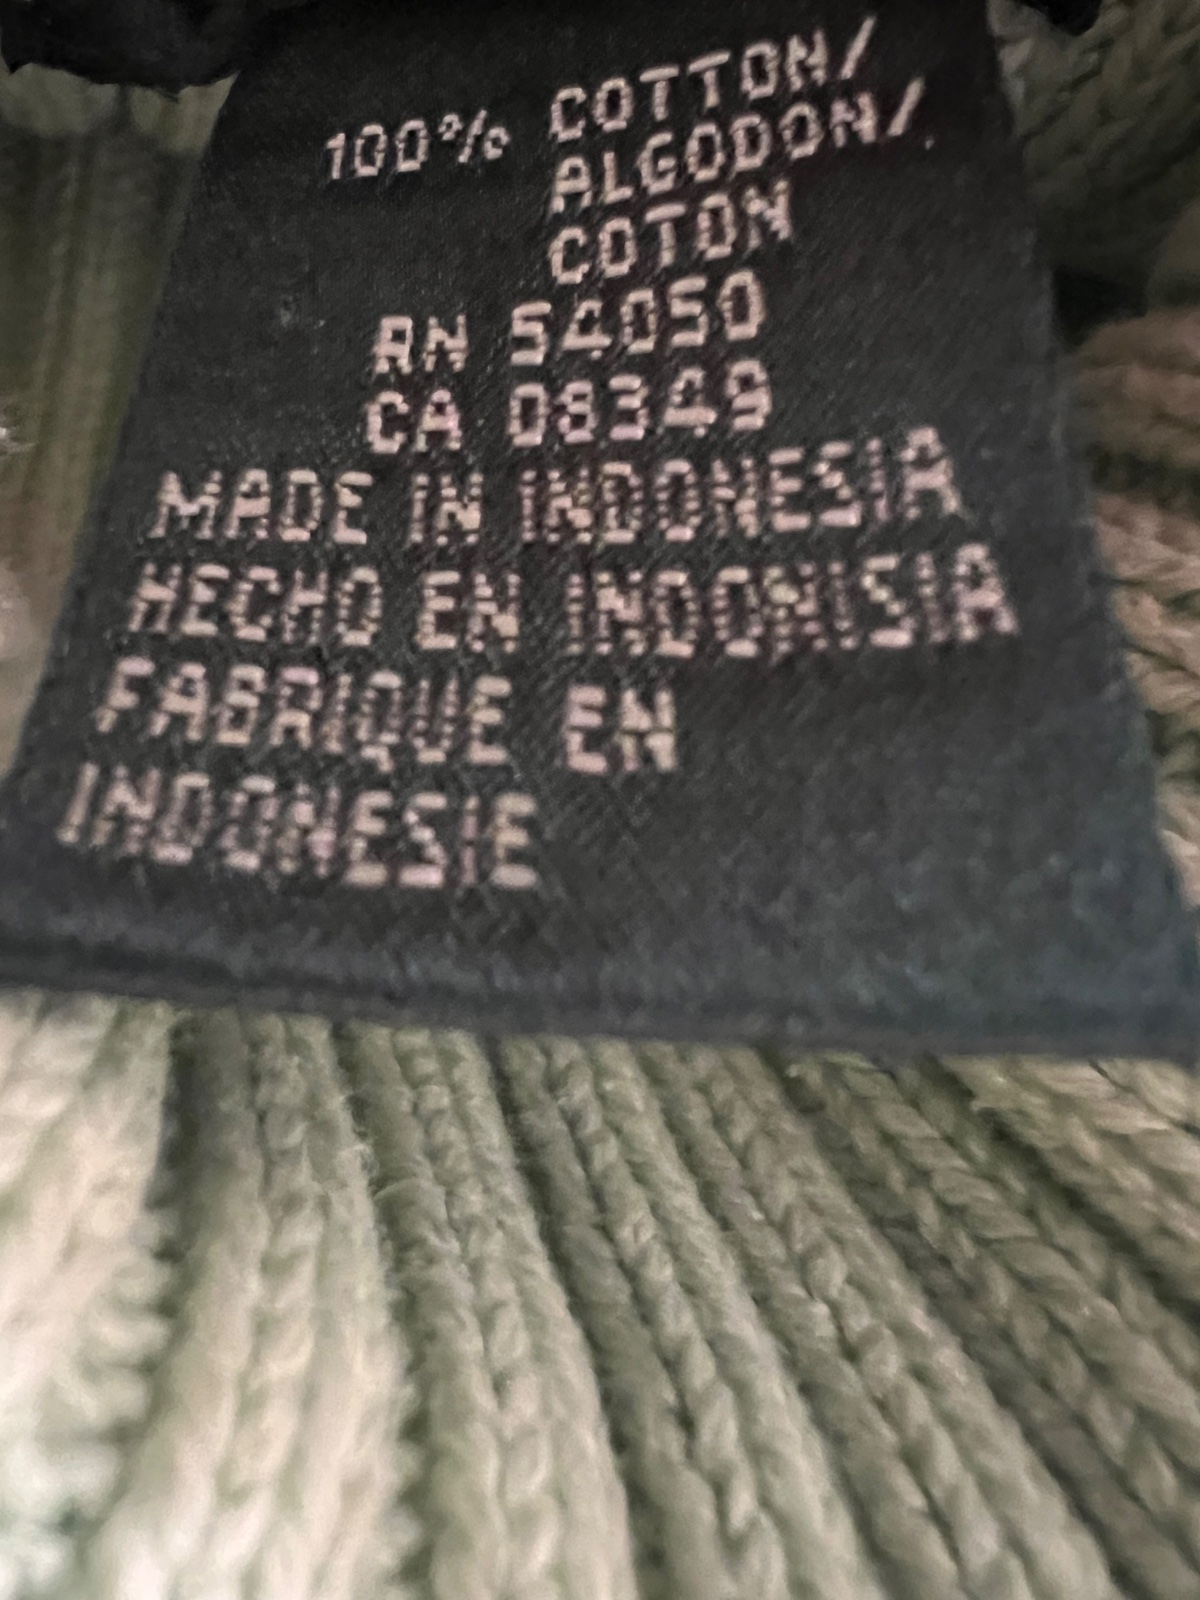 100% COTTON/
ALGODON/
COTON
RN 54050
CA 08349
MADE IN INDONESIA
HECHO EN INDONISIA
FABRIQUE EN
INDONESIE